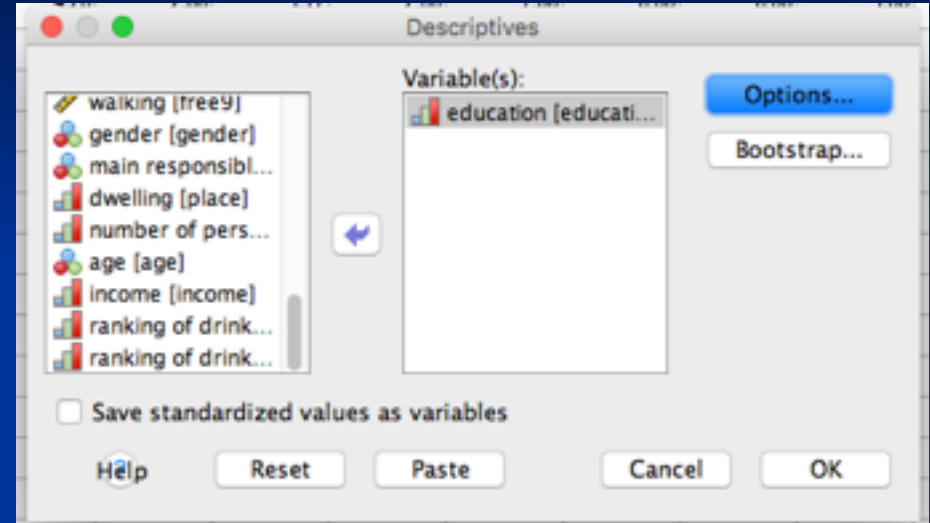 Descriptives
Variable(s):
walking [free9]
gender [gender]
main responsibl...
dwelling [place]
number of pers...
age [age]
income [income]
ranking of drink...
ranking of drink...
education [educati...
Options...
Bootstrap...
Save standardized values as variables
Help
Reset
Paste
Cancel
OK